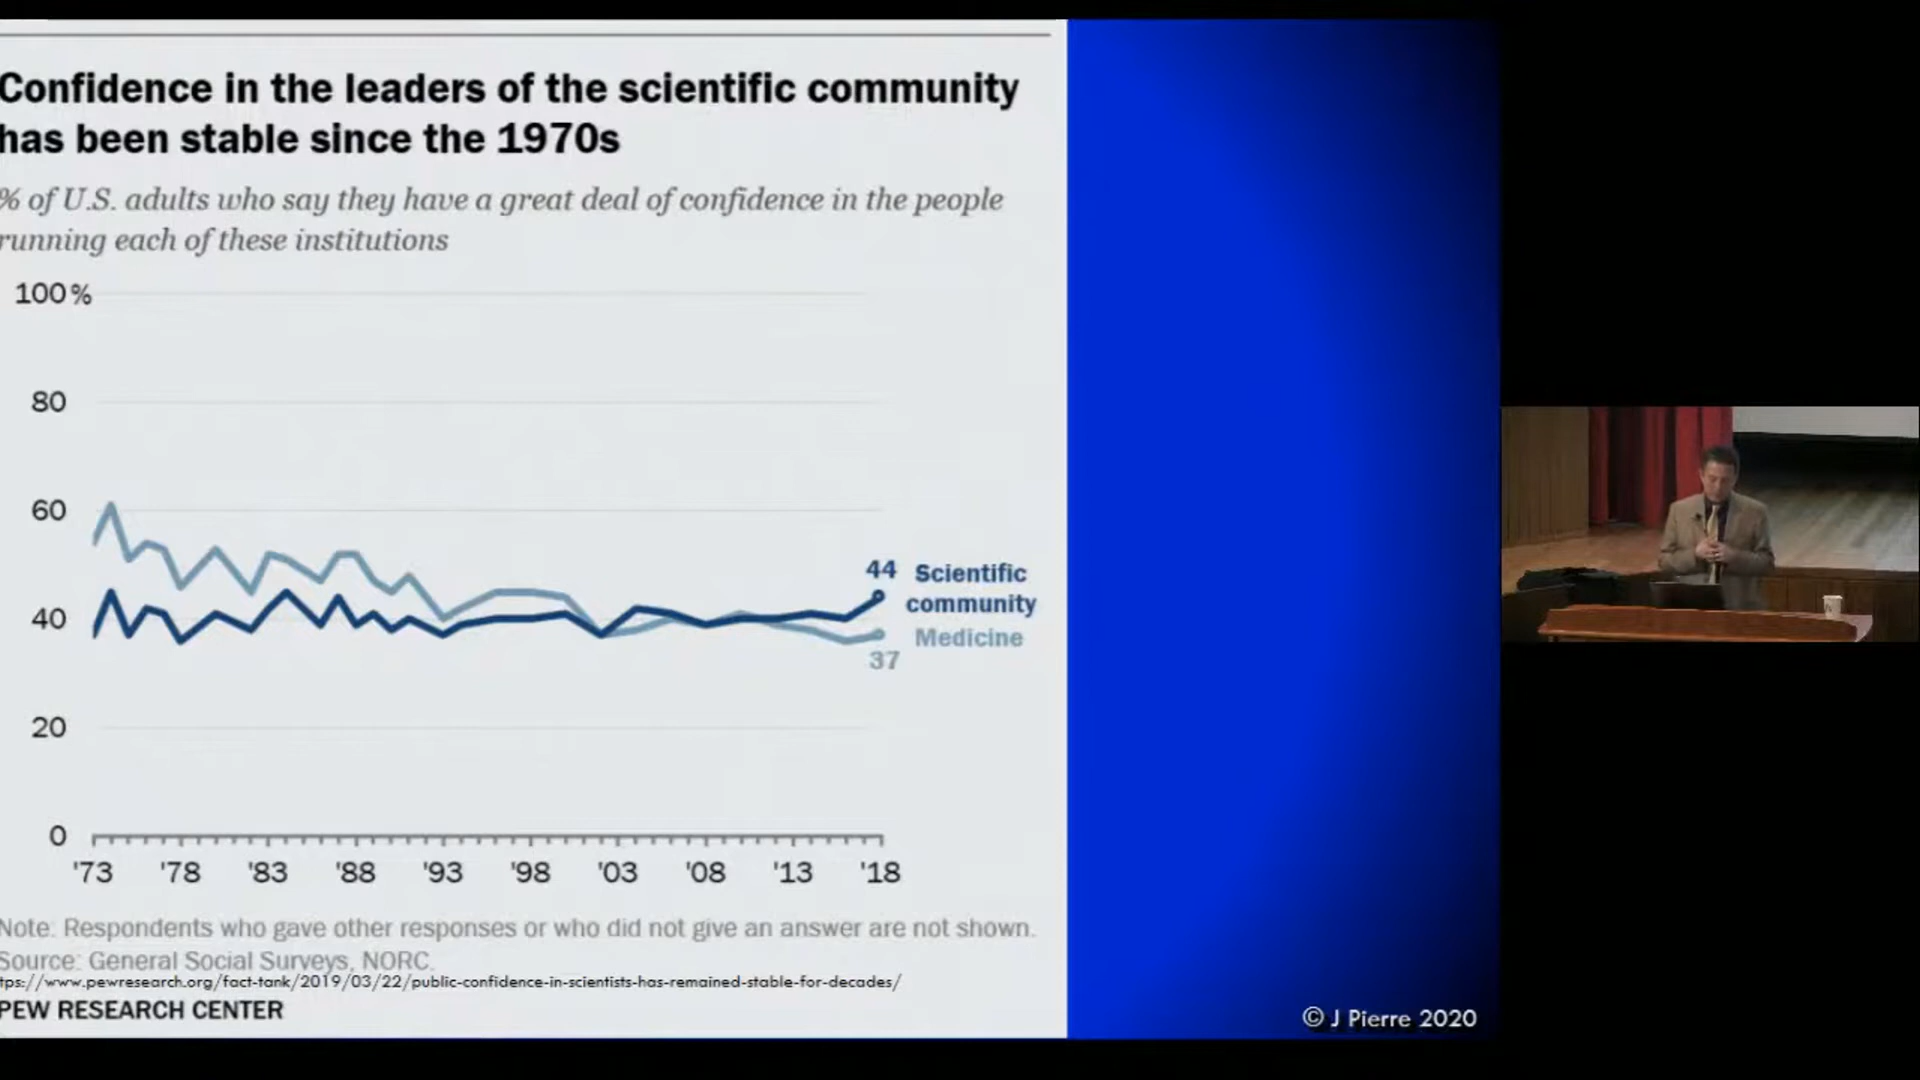 Confidence in the leaders of the scientific community
has been stable since the 1970s
% of U.S. adults who say they have a great deal of confidence in the people
running each of these institutions
100%
80
60
40
20
0
44 Scientific
community
Medicine
37
'73 '78 '83 '88 '93 '98 '03 '08 '13 '18
Note: Respondents who gave other responses or who did not give an answer are not shown.
Source: General Social Surveys, NORC.
tps://www.pewresearch.org/fact-tank/2019/03/22/public-confidence-in-scientists-has-remained-stable-for-decades/
PEW RESEARCH CENTER
© J Pierre 2020